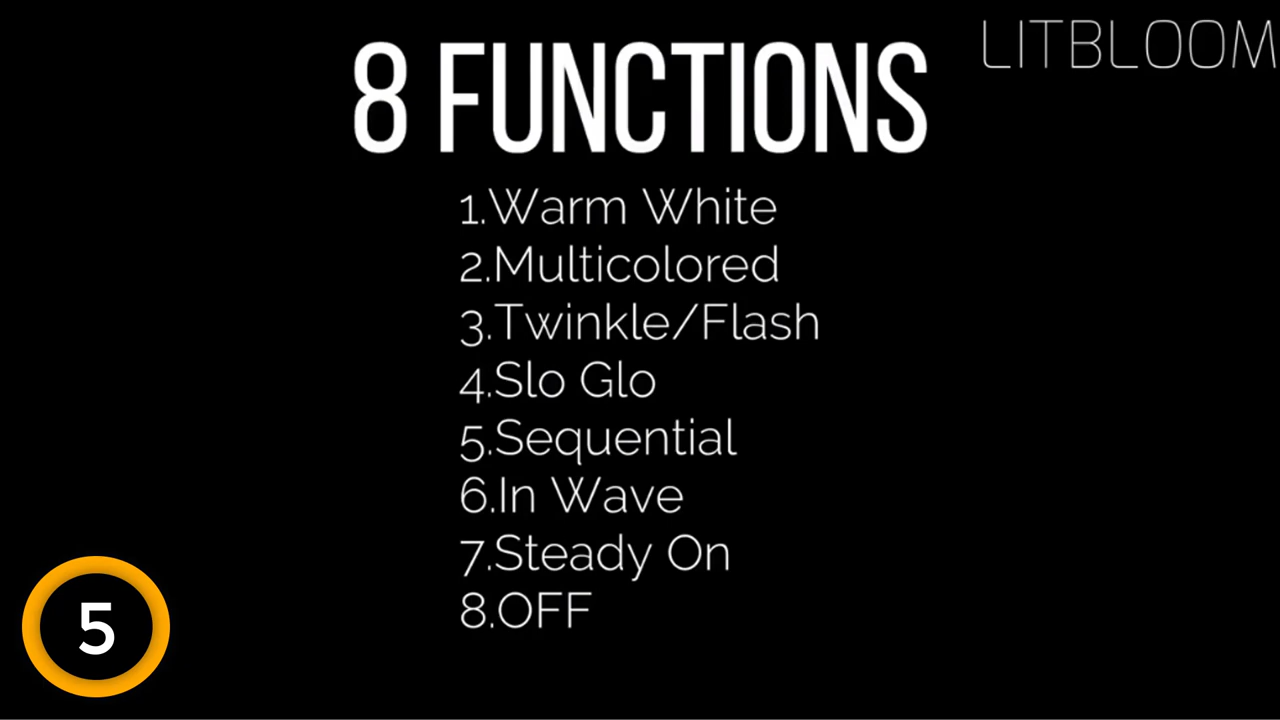 LITBLOOM
8 FUNCTIONS
1.Warm White
2.Multicolored
3.Twinkle/Flash
4.Slo Glo
5.Sequential
6.In Wave
7.Steady On
8.OFF
5